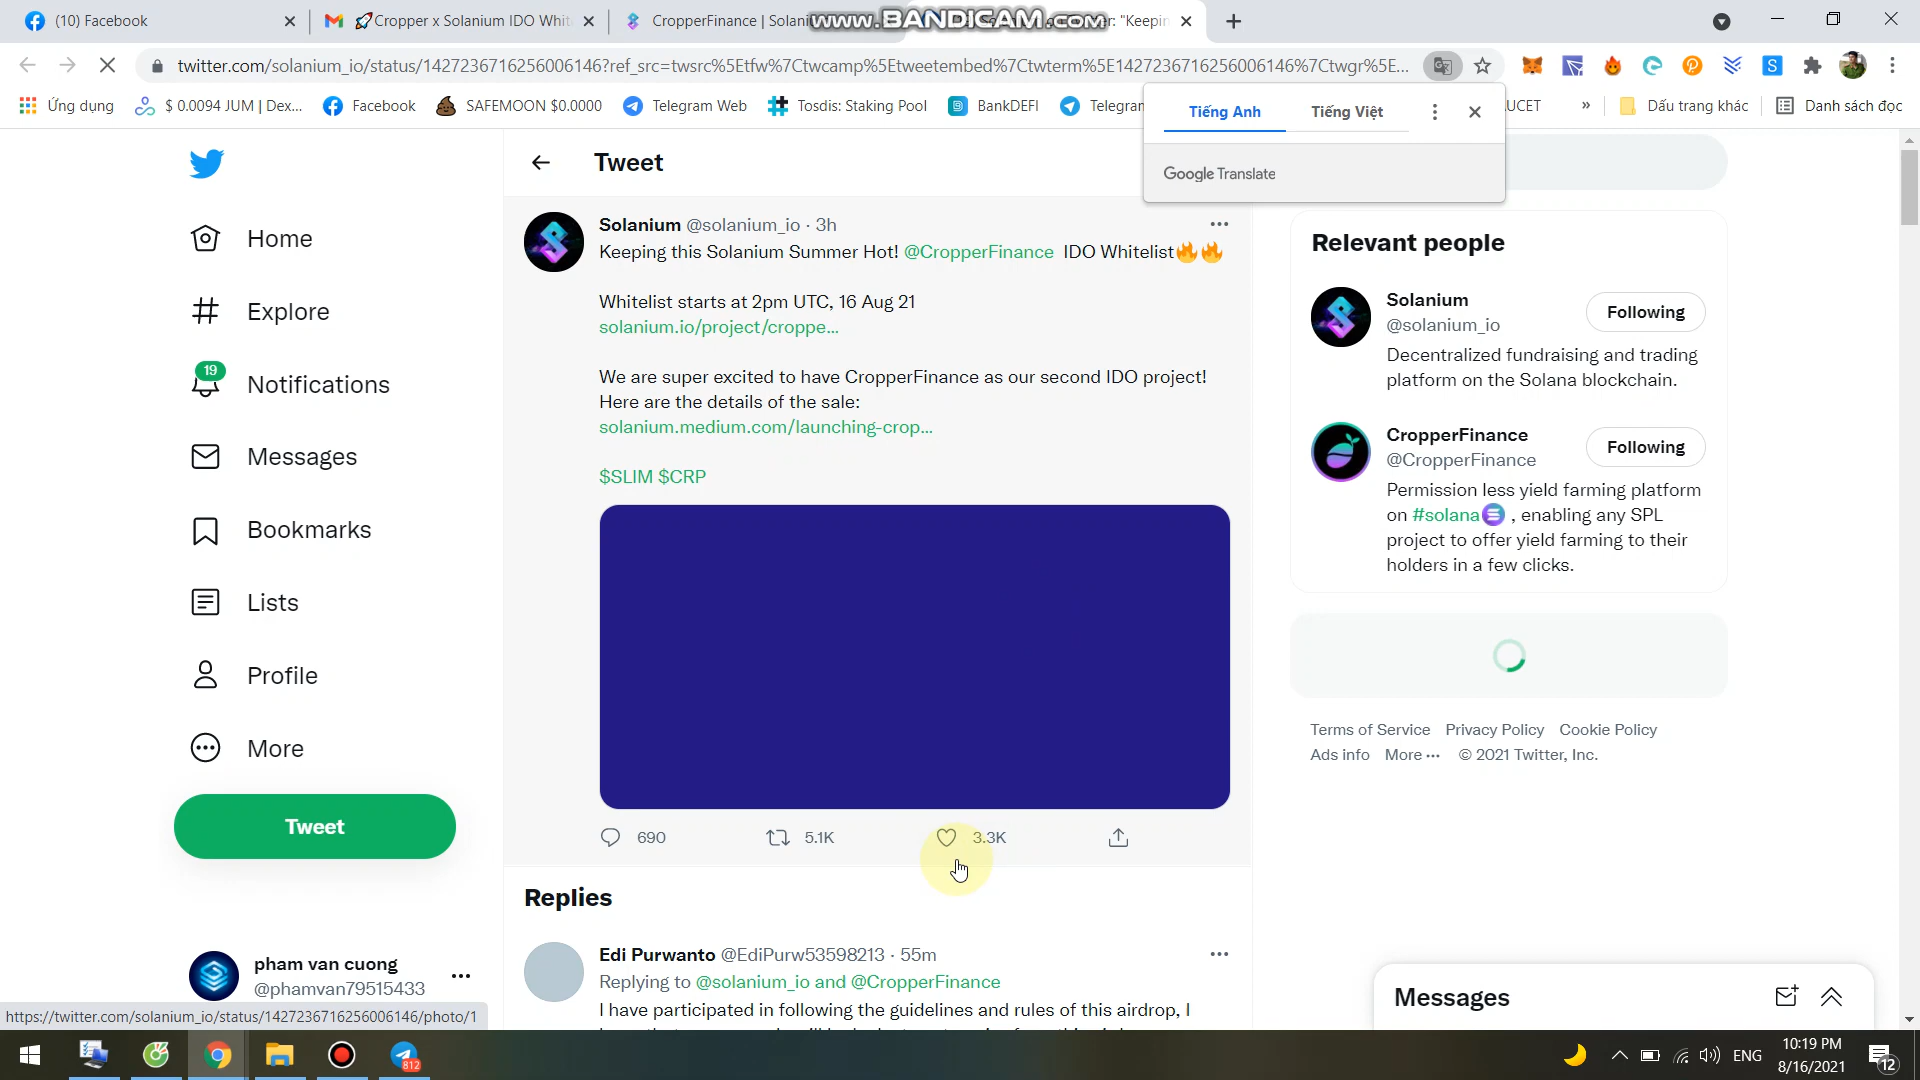 (10) Facebook
Cropper x Solanium IDO Whit
CropperFinance | Solani
www.BANDICAM.com
er: "Keepin
twitter.com/solanium_io/status/1427236716256006146?ref_src=twsrc%5Etfw%7Ctwcamp%5Etweetembed%7Ctwterm%5E1427236716256006146%7Ctwgr%5E...
Ứng dụng
$ 0.0094 JUM | Dex...
Facebook
SAFEMOON $0.0000
Telegram Web
Tosdis: Staking Pool
BankDEFI
Telegram
UCET
»
Dấu trang khác
Danh sách đọc
Tiếng Anh
Tiếng Việt
Google Translate
Home
Explore
19
Notifications
Messages
Bookmarks
Lists
Profile
More
Tweet
pham van cuong
@phamvan79515433
https://twitter.com/solanium_io/status/1427236716256006146/photo/1
Tweet
Solanium @solanium_io · 3h
Keeping this Solanium Summer Hot! @CropperFinance IDO Whitelist🔥🔥
Whitelist starts at 2pm UTC, 16 Aug 21
solanium.io/project/croppe...
We are super excited to have CropperFinance as our second IDO project!
Here are the details of the sale:
solanium.medium.com/launching-crop...
$SLIM $CRP
690
5.1K
3.3K
Replies
Edi Purwanto @EdiPurw53598213 · 55m
Replying to @solanium_io and @CropperFinance
I have participated in following the guidelines and rules of this airdrop, I
Relevant people
Solanium
@solanium_io
Following
Decentralized fundraising and trading
platform on the Solana blockchain.
CropperFinance
@CropperFinance
Following
Permission less yield farming platform
on #solana , enabling any SPL
project to offer yield farming to their
holders in a few clicks.
Terms of Service Privacy Policy Cookie Policy
Ads info More ··· © 2021 Twitter, Inc.
Messages
812
ENG
10:19 PM
8/16/2021
12